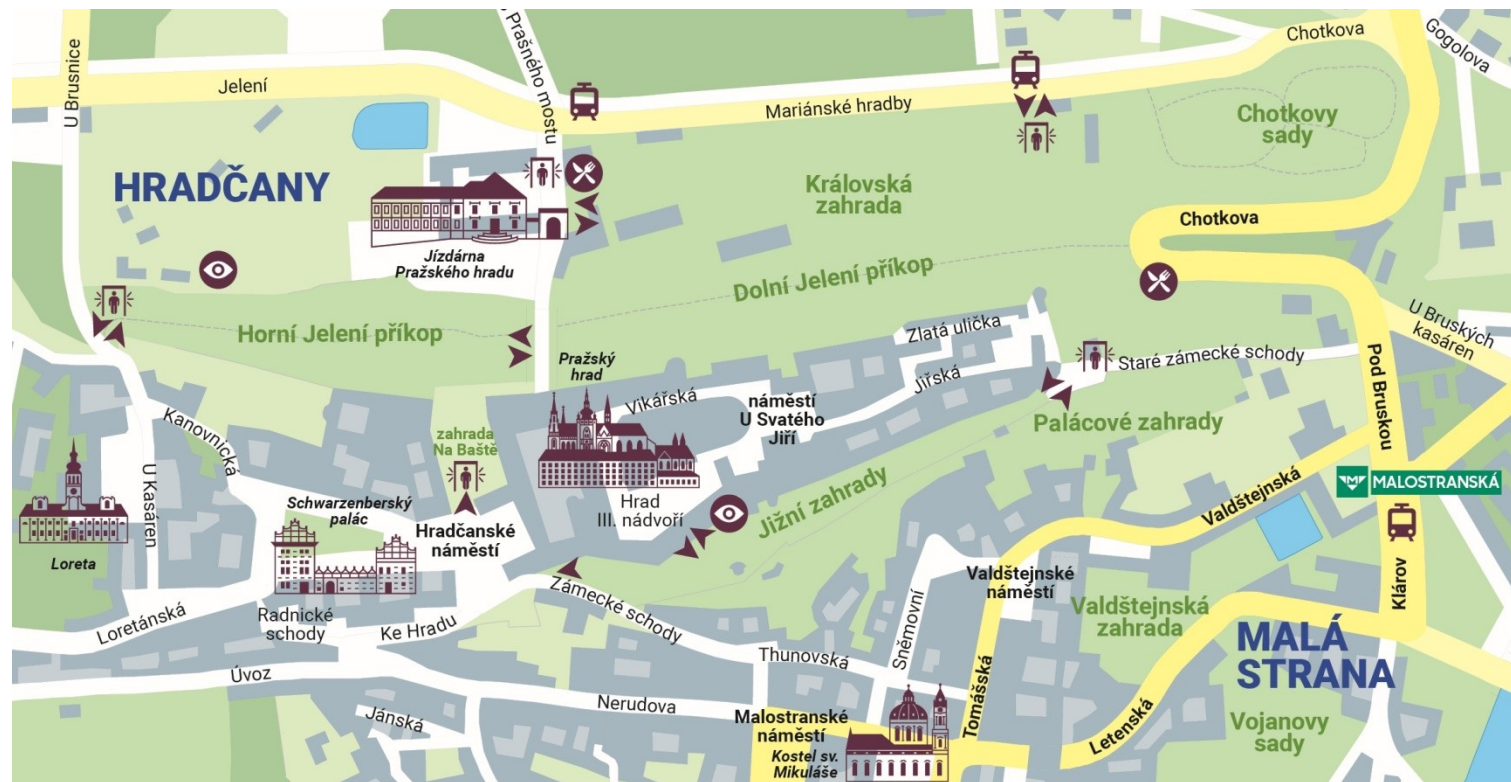 U Brusnice
Jelení
U Prašného mostu
Mariánské hradby
Chotkova
Gogolova
HRADČANY
Chotkovy
sady
Královská
zahrada
Chotkova
Jízdárna
Pražského hradu
Dolní Jelení příkop
Horní Jelení příkop
Zlatá ulička
U Bruských
kasáren
Pražský
hrad
Staré zámecké schody
Jiřská
Vikářská
náměstí
U Svatého
Jiří
Pod Bruskou
Kanovnická
Palácové zahrady
zahrada
Na Baště
U Kasáren
MALOSTRANSKÁ
Valdštejnská
Schwarzenberský
palác
Hrad
III. nádvoří
Jižní zahrady
Hradčanské
náměstí
Loreta
Valdštejnské
náměstí
Klárov
Zámecké schody
Radnické
schody
Loretánská
Ke Hradu
Valdštejnská
zahrada
Sněmovní
MALÁ
STRANA
Thunovská
Úvoz
Nerudova
Tomášská
Jánská
Malostranské
náměstí
Letenská
Vojanovy
sady
Kostel sv.
Mikuláše